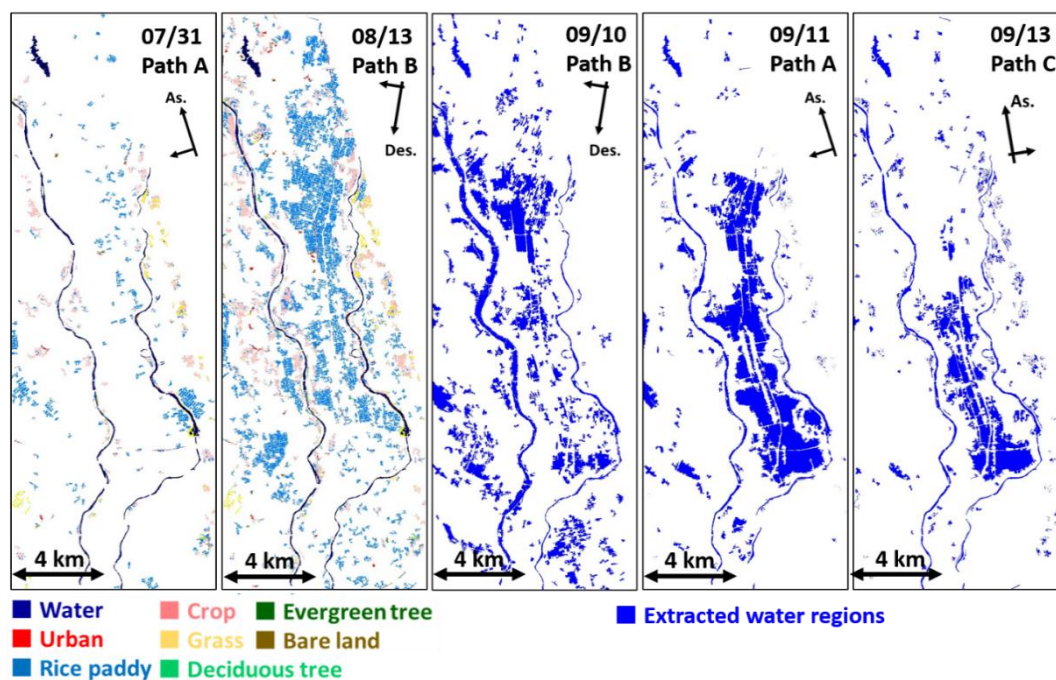 07/31
Path A
As.
4 km
08/13
Path B
Des.
4 km
09/10
Path B
Des.
4 km
09/11
Path A
As.
4 km
09/13
Path C
As.
4 km
Water
Crop
Evergreen tree
Urban
Grass
Bare land
Rice paddy
Deciduous tree
Extracted water regions